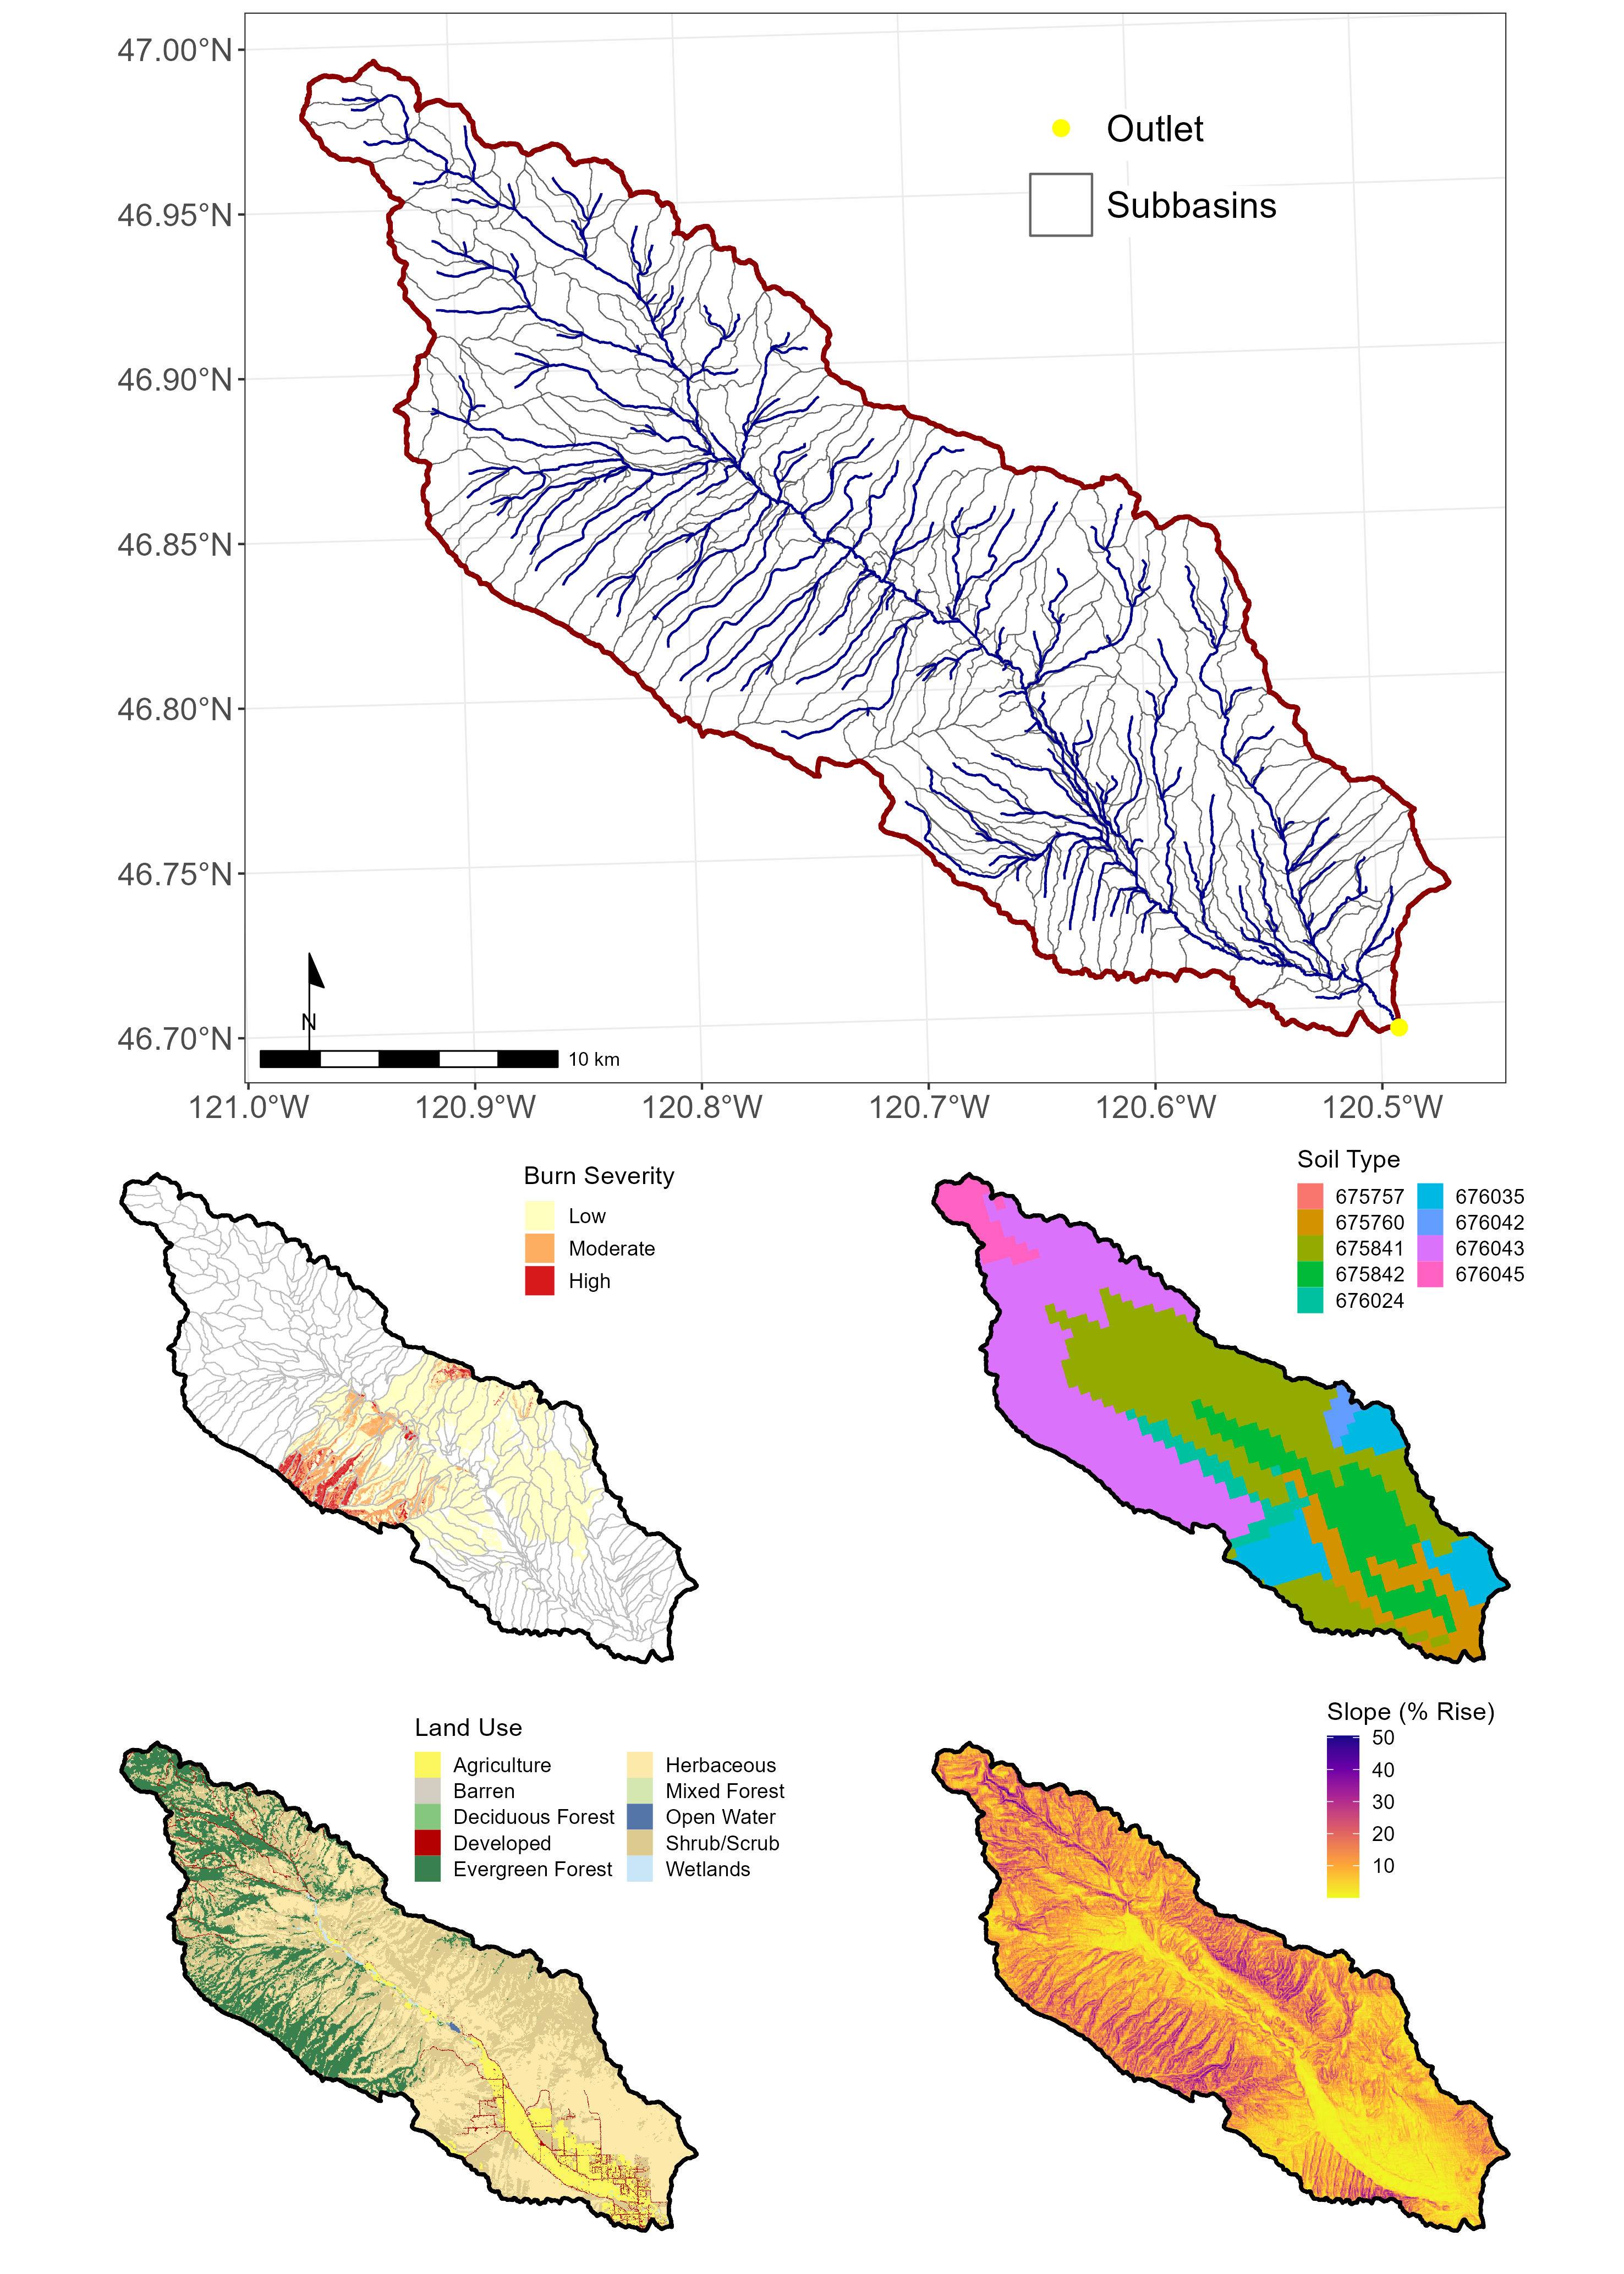 47.00°N
46.95°N
46.90°N
46.85°N
46.80°N
46.75°N
46.70°N
Outlet
Subbasins
N
10 km
121.0°W 120.9°W 120.8°W 120.7°W 120.6°W 120.5°W
Burn Severity
Low
Moderate
High
Soil Type
675757 676035
675760 676042
675841 676043
675842 676045
676024
Land Use
Agriculture Herbaceous
Barren Mixed Forest
Deciduous Forest Open Water
Developed Shrub/Scrub
Evergreen Forest Wetlands
Slope (% Rise)
50
40
30
20
10